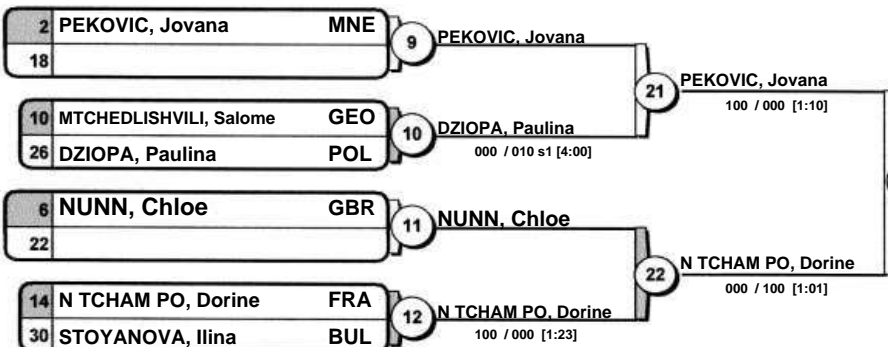 2 PEKOVIC, Jovana MNE
18
9
PEKOVIC, Jovana
10 MTCHEDLISHVILI, Salome GEO
26 DZIOPA, Paulina POL
10
DZIOPA, Paulina
000 / 010 s1 [4:00]
21
PEKOVIC, Jovana
100 / 000 [1:10]
6 NUNN, Chloe GBR
22
11
NUNN, Chloe
14 N TCHAM PO, Dorine FRA
30 STOYANOVA, Ilina BUL
12
N TCHAM PO, Dorine
100 / 000 [1:23]
22
N TCHAM PO, Dorine
000 / 100 [1:01]